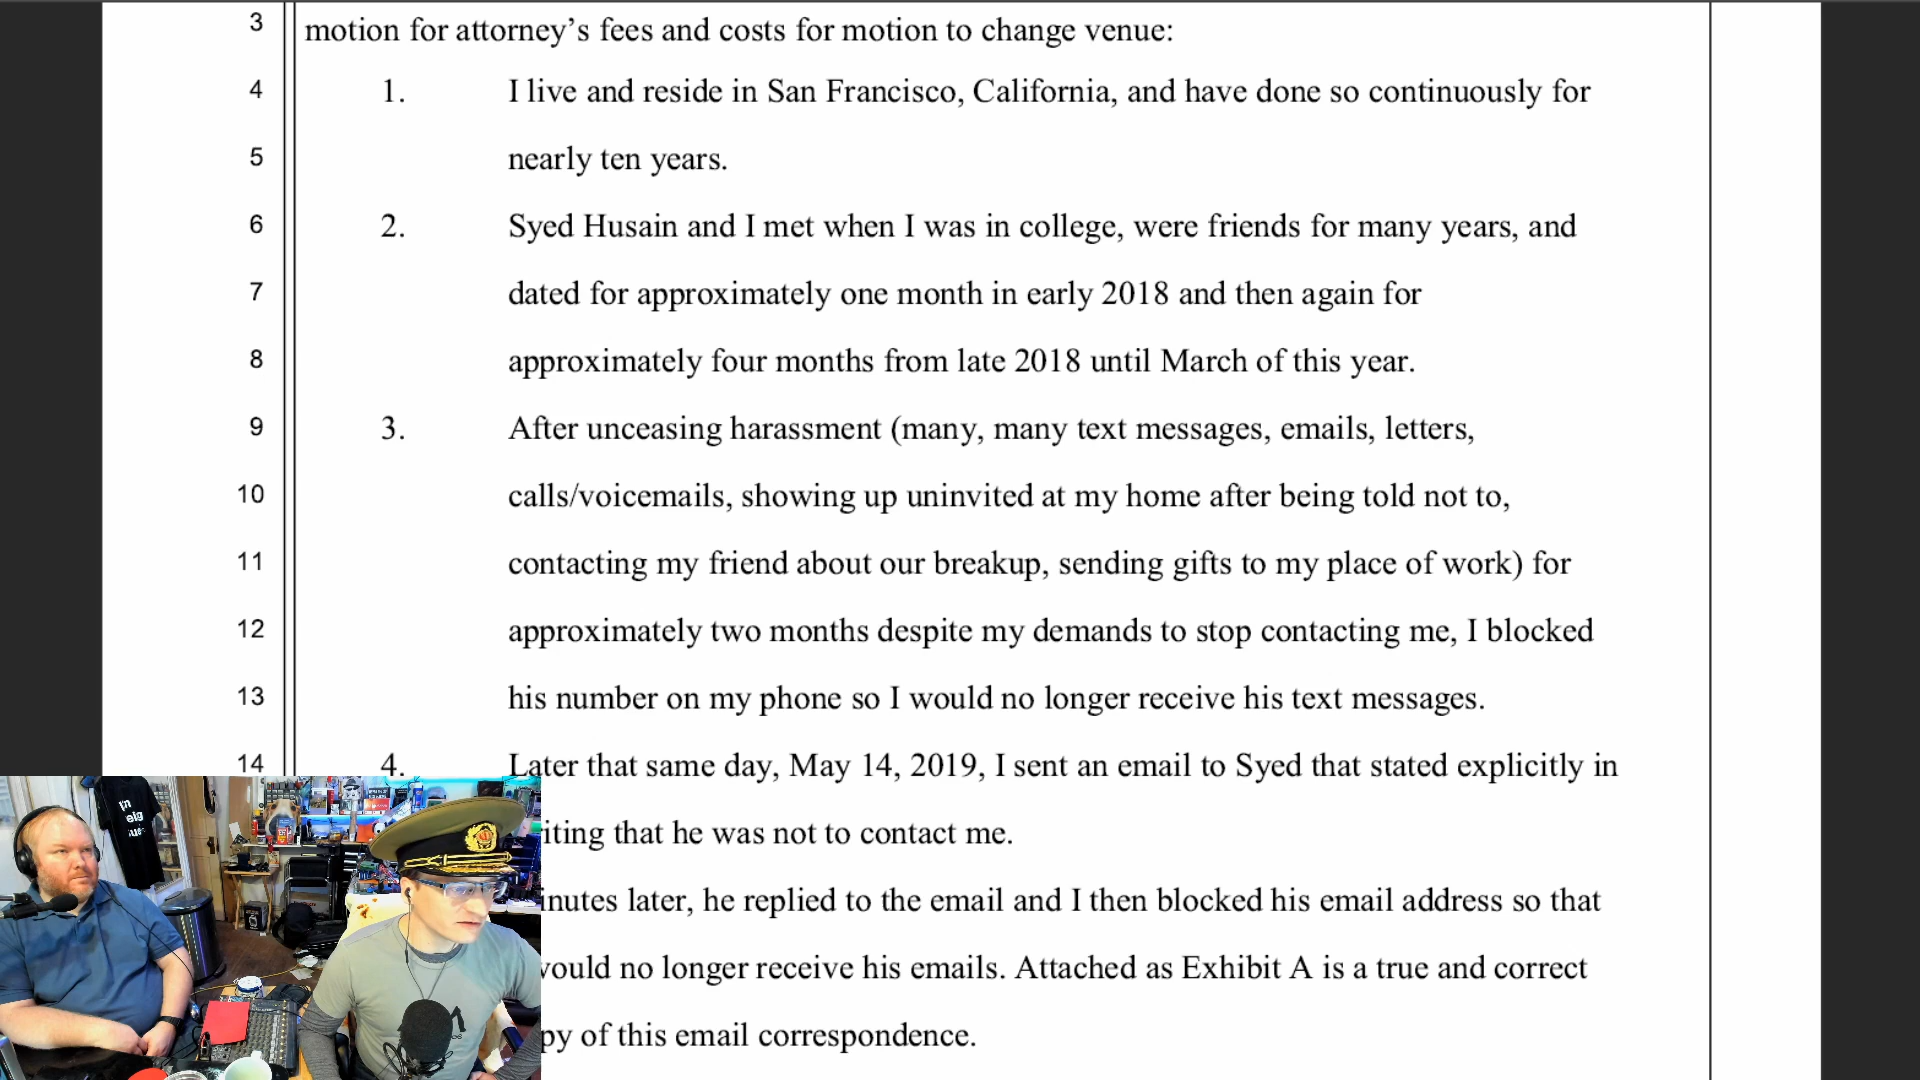 3 motion for attorney’s fees and costs for motion to change venue:
4 1. I live and reside in San Francisco, California, and have done so continuously for
5 nearly ten years.
6 2. Syed Husain and I met when I was in college, were friends for many years, and
7 dated for approximately one month in early 2018 and then again for
8 approximately four months from late 2018 until March of this year.
9 3. After unceasing harassment (many, many text messages, emails, letters,
10 calls/voicemails, showing up uninvited at my home after being told not to,
11 contacting my friend about our breakup, sending gifts to my place of work) for
12 approximately two months despite my demands to stop contacting me, I blocked
13 his number on my phone so I would no longer receive his text messages.
14 4. Later that same day, May 14, 2019, I sent an email to Syed that stated explicitly in
iting that he was not to contact me.
inutes later, he replied to the email and I then blocked his email address so that
would no longer receive his emails. Attached as Exhibit A is a true and correct
py of this email correspondence.